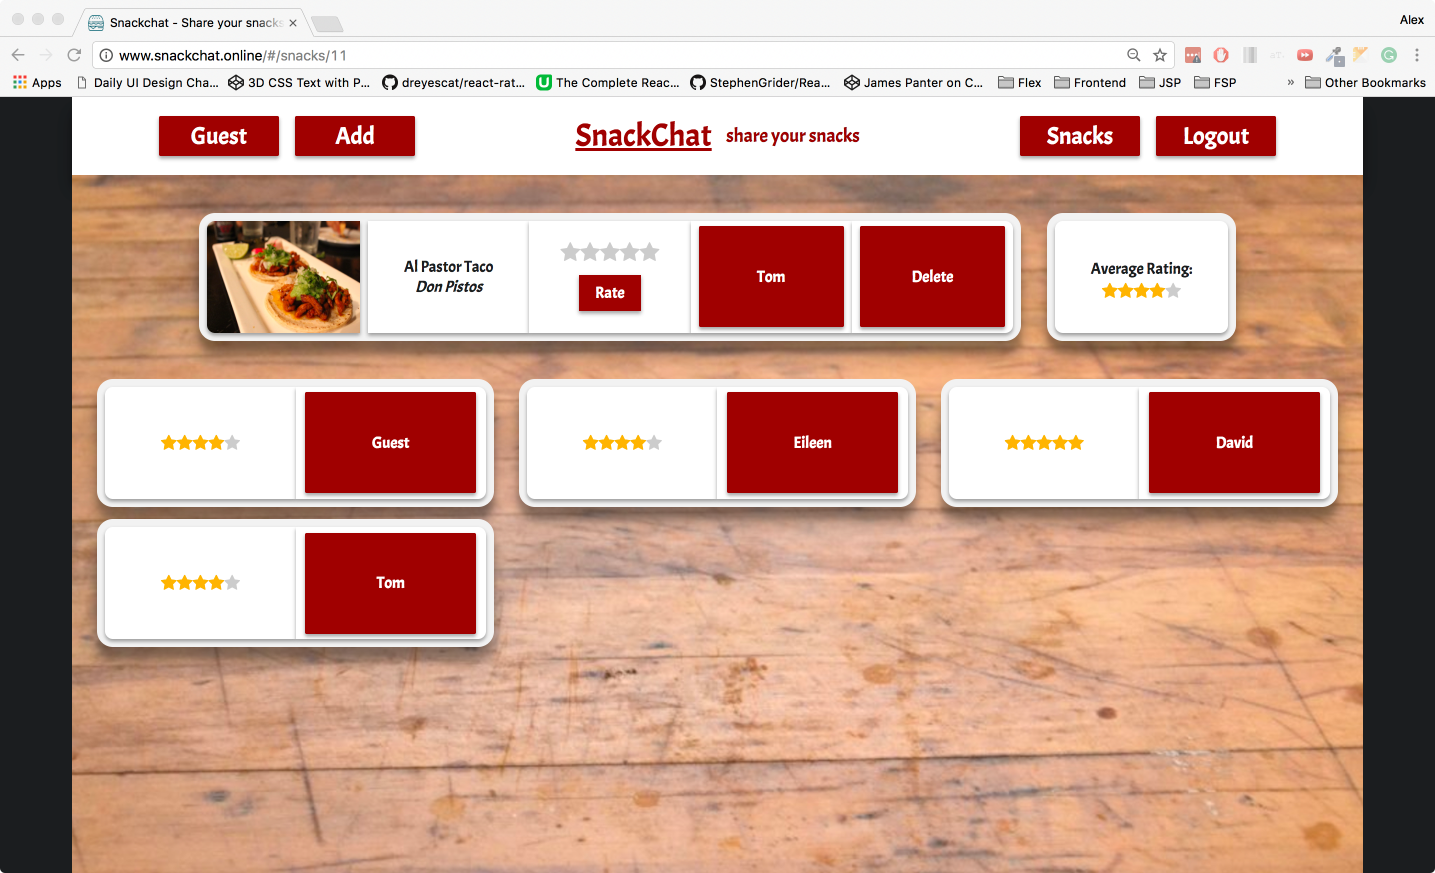 Snackchat - Share your snacks
Alex
www.snackchat.online/#/snacks/11
Apps
Daily UI Design Cha...
3D CSS Text with P...
dreyescat/react-rat...
The Complete Reac...
StephenGrider/Rea...
James Panter on C...
Flex
Frontend
JSP
FSP
»
Other Bookmarks
Guest
Add
SnackChat
share your snacks
Snacks
Logout
Al Pastor Taco
Don Pistos
Rate
Tom
Delete
Average Rating:
Guest
Eileen
David
Tom